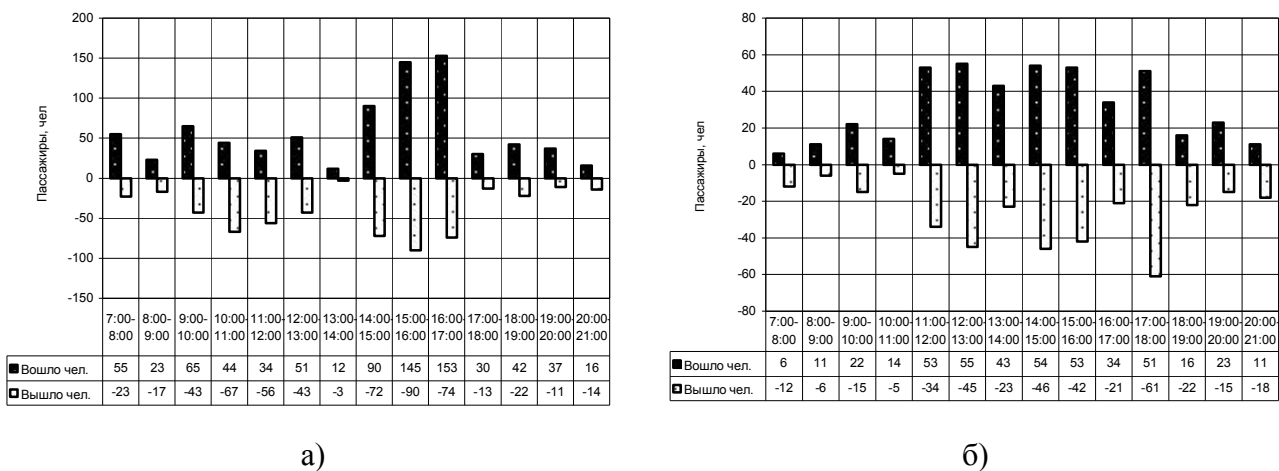 200
150
100
50
0
-50
-100
-150
Пассажиры, чел
7:00- 8:00- 9:00- 10:00- 11:00- 12:00- 13:00- 14:00- 15:00- 16:00- 17:00- 18:00- 19:00- 20:00-
8:00 9:00 10:00 11:00 12:00 13:00 14:00 15:00 16:00 17:00 18:00 19:00 20:00 21:00
Вошло чел. 55 23 65 44 34 51 12 90 145 153 30 42 37 16
Вышло чел. -23 -17 -43 -67 -56 -43 -3 -72 -90 -74 -13 -22 -11 -14
а)
80
60
40
20
0
-20
-40
-60
-80
Пассажиры, чел
7:00- 8:00- 9:00- 10:00- 11:00- 12:00- 13:00- 14:00- 15:00- 16:00- 17:00- 18:00- 19:00- 20:00-
8:00 9:00 10:00 11:00 12:00 13:00 14:00 15:00 16:00 17:00 18:00 19:00 20:00 21:00
Вошло чел. 6 11 22 14 53 55 43 54 53 34 51 16 23 11
Вышло чел. -12 -6 -15 -5 -34 -45 -23 -46 -42 -21 -61 -22 -15 -18
б)